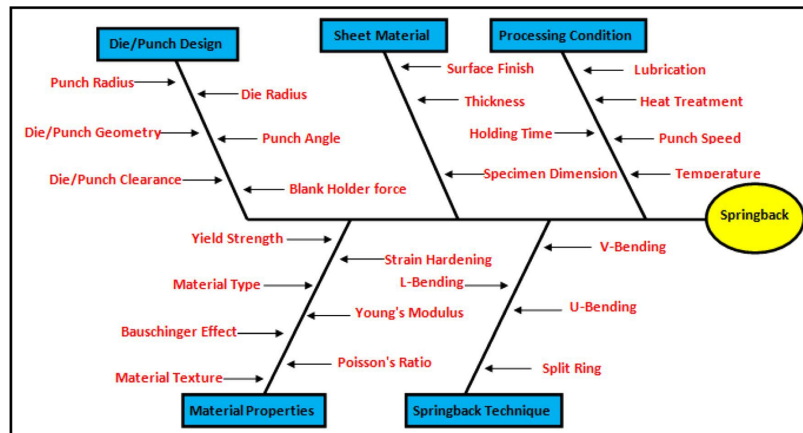 Die/Punch Design
Sheet Material
Processing Condition
Punch Radius
Die Radius
Die/Punch Geometry
Punch Angle
Die/Punch Clearance
Blank Holder force
Surface Finish
Thickness
Specimen Dimension
Lubrication
Heat Treatment
Holding Time
Punch Speed
Temperature
Springback
Yield Strength
Strain Hardening
Material Type
Young's Modulus
Bauschinger Effect
Poisson's Ratio
Material Texture
V-Bending
L-Bending
U-Bending
Split Ring
Material Properties
Springback Technique